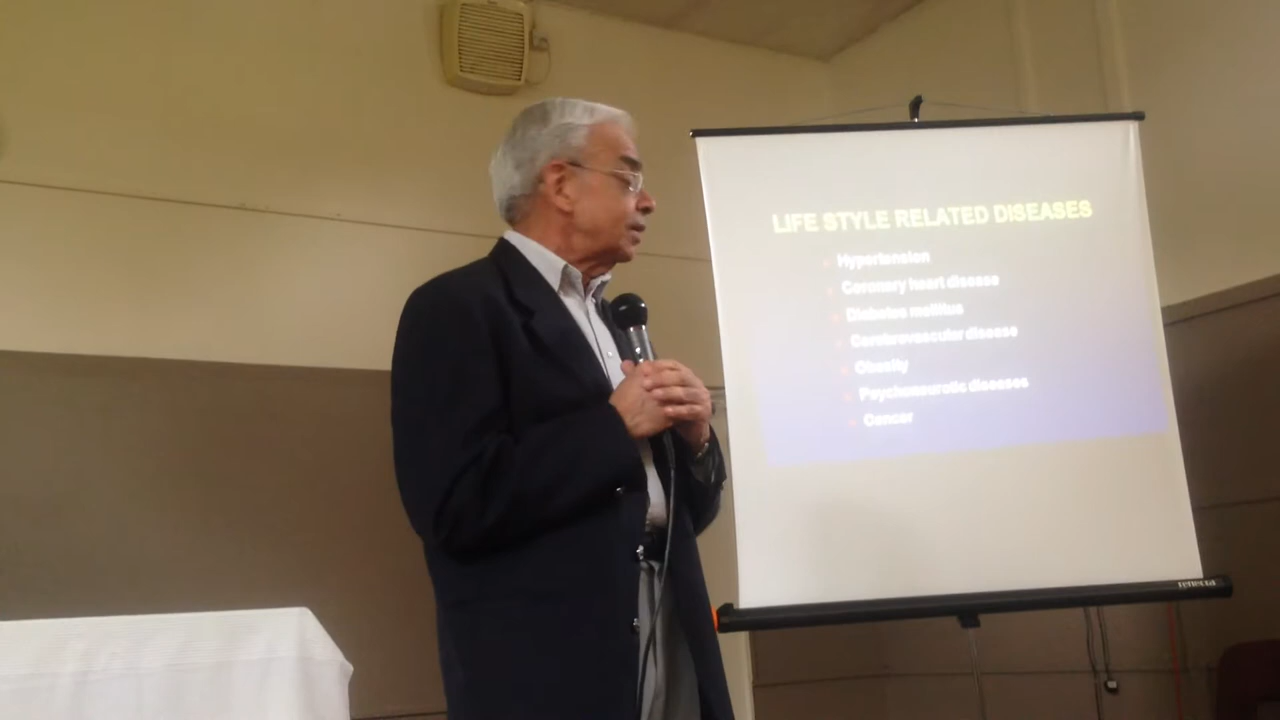 LIFE STYLE RELATED DISEASES
Hypertension
Coronary heart disease
Diabetes mellitus
Cerebrovascular disease
Obesity
Psychoneurotic diseases
Cancer